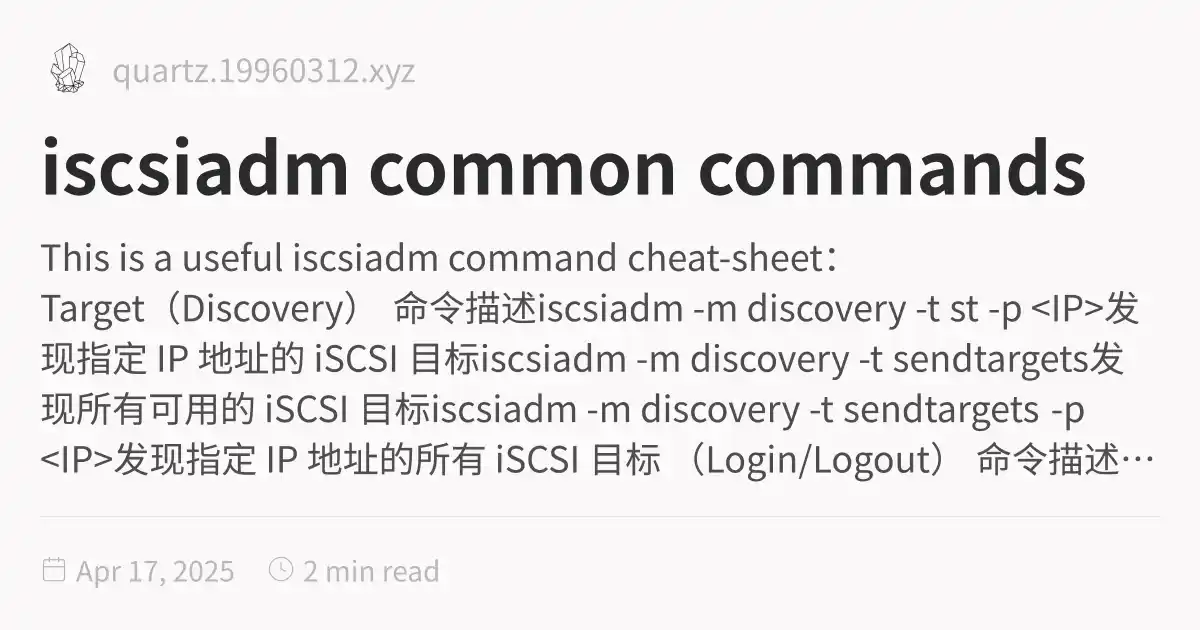 quartz.19960312.xyz
iscsiadm common commands
This is a useful iscsiadm command cheat-sheet：
Target（Discovery） 命令描述iscsiadm -m discovery -t st -p <IP>发
现指定 IP 地址的 iSCSI 目标iscsiadm -m discovery -t sendtargets发
现所有可用的 iSCSI 目标iscsiadm -m discovery -t sendtargets -p
<IP>发现指定 IP 地址的所有 iSCSI 目标 （Login/Logout） 命令描述…
Apr 17, 2025 2 min read